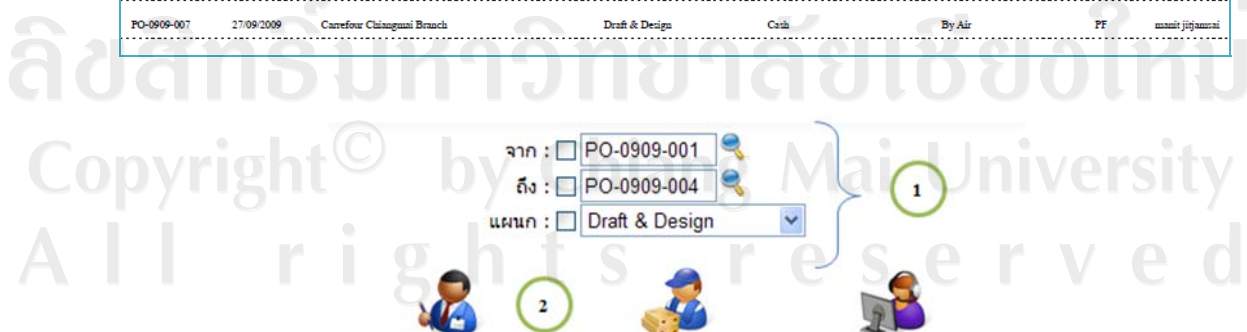 PO-0909-007 27/09/2009 Carrefour Chiangmai Branch Draft & Design Cash By Air PF manit jitjamsai
ลิขสิทธิ์มหาวิทยาลัยเชียงใหม่
Copyright© by Chiang Mai University
All rights reserved
จาก : PO-0909-001
ถึง : PO-0909-004
แผนก : Draft & Design
1
2